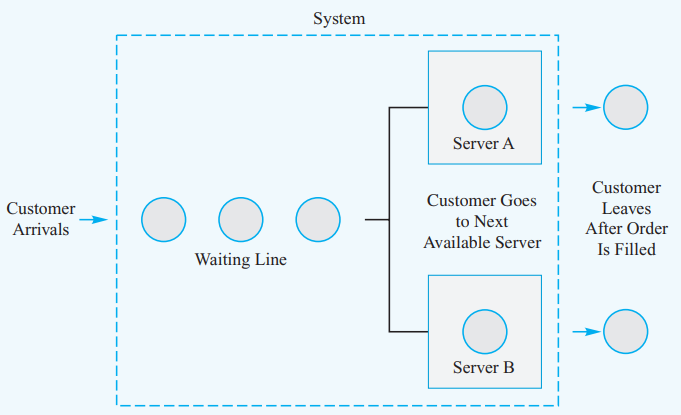 System
Server A
Customer
Arrivals
Waiting Line
Customer Goes
to Next
Available Server
Customer
Leaves
After Order
Is Filled
Server B